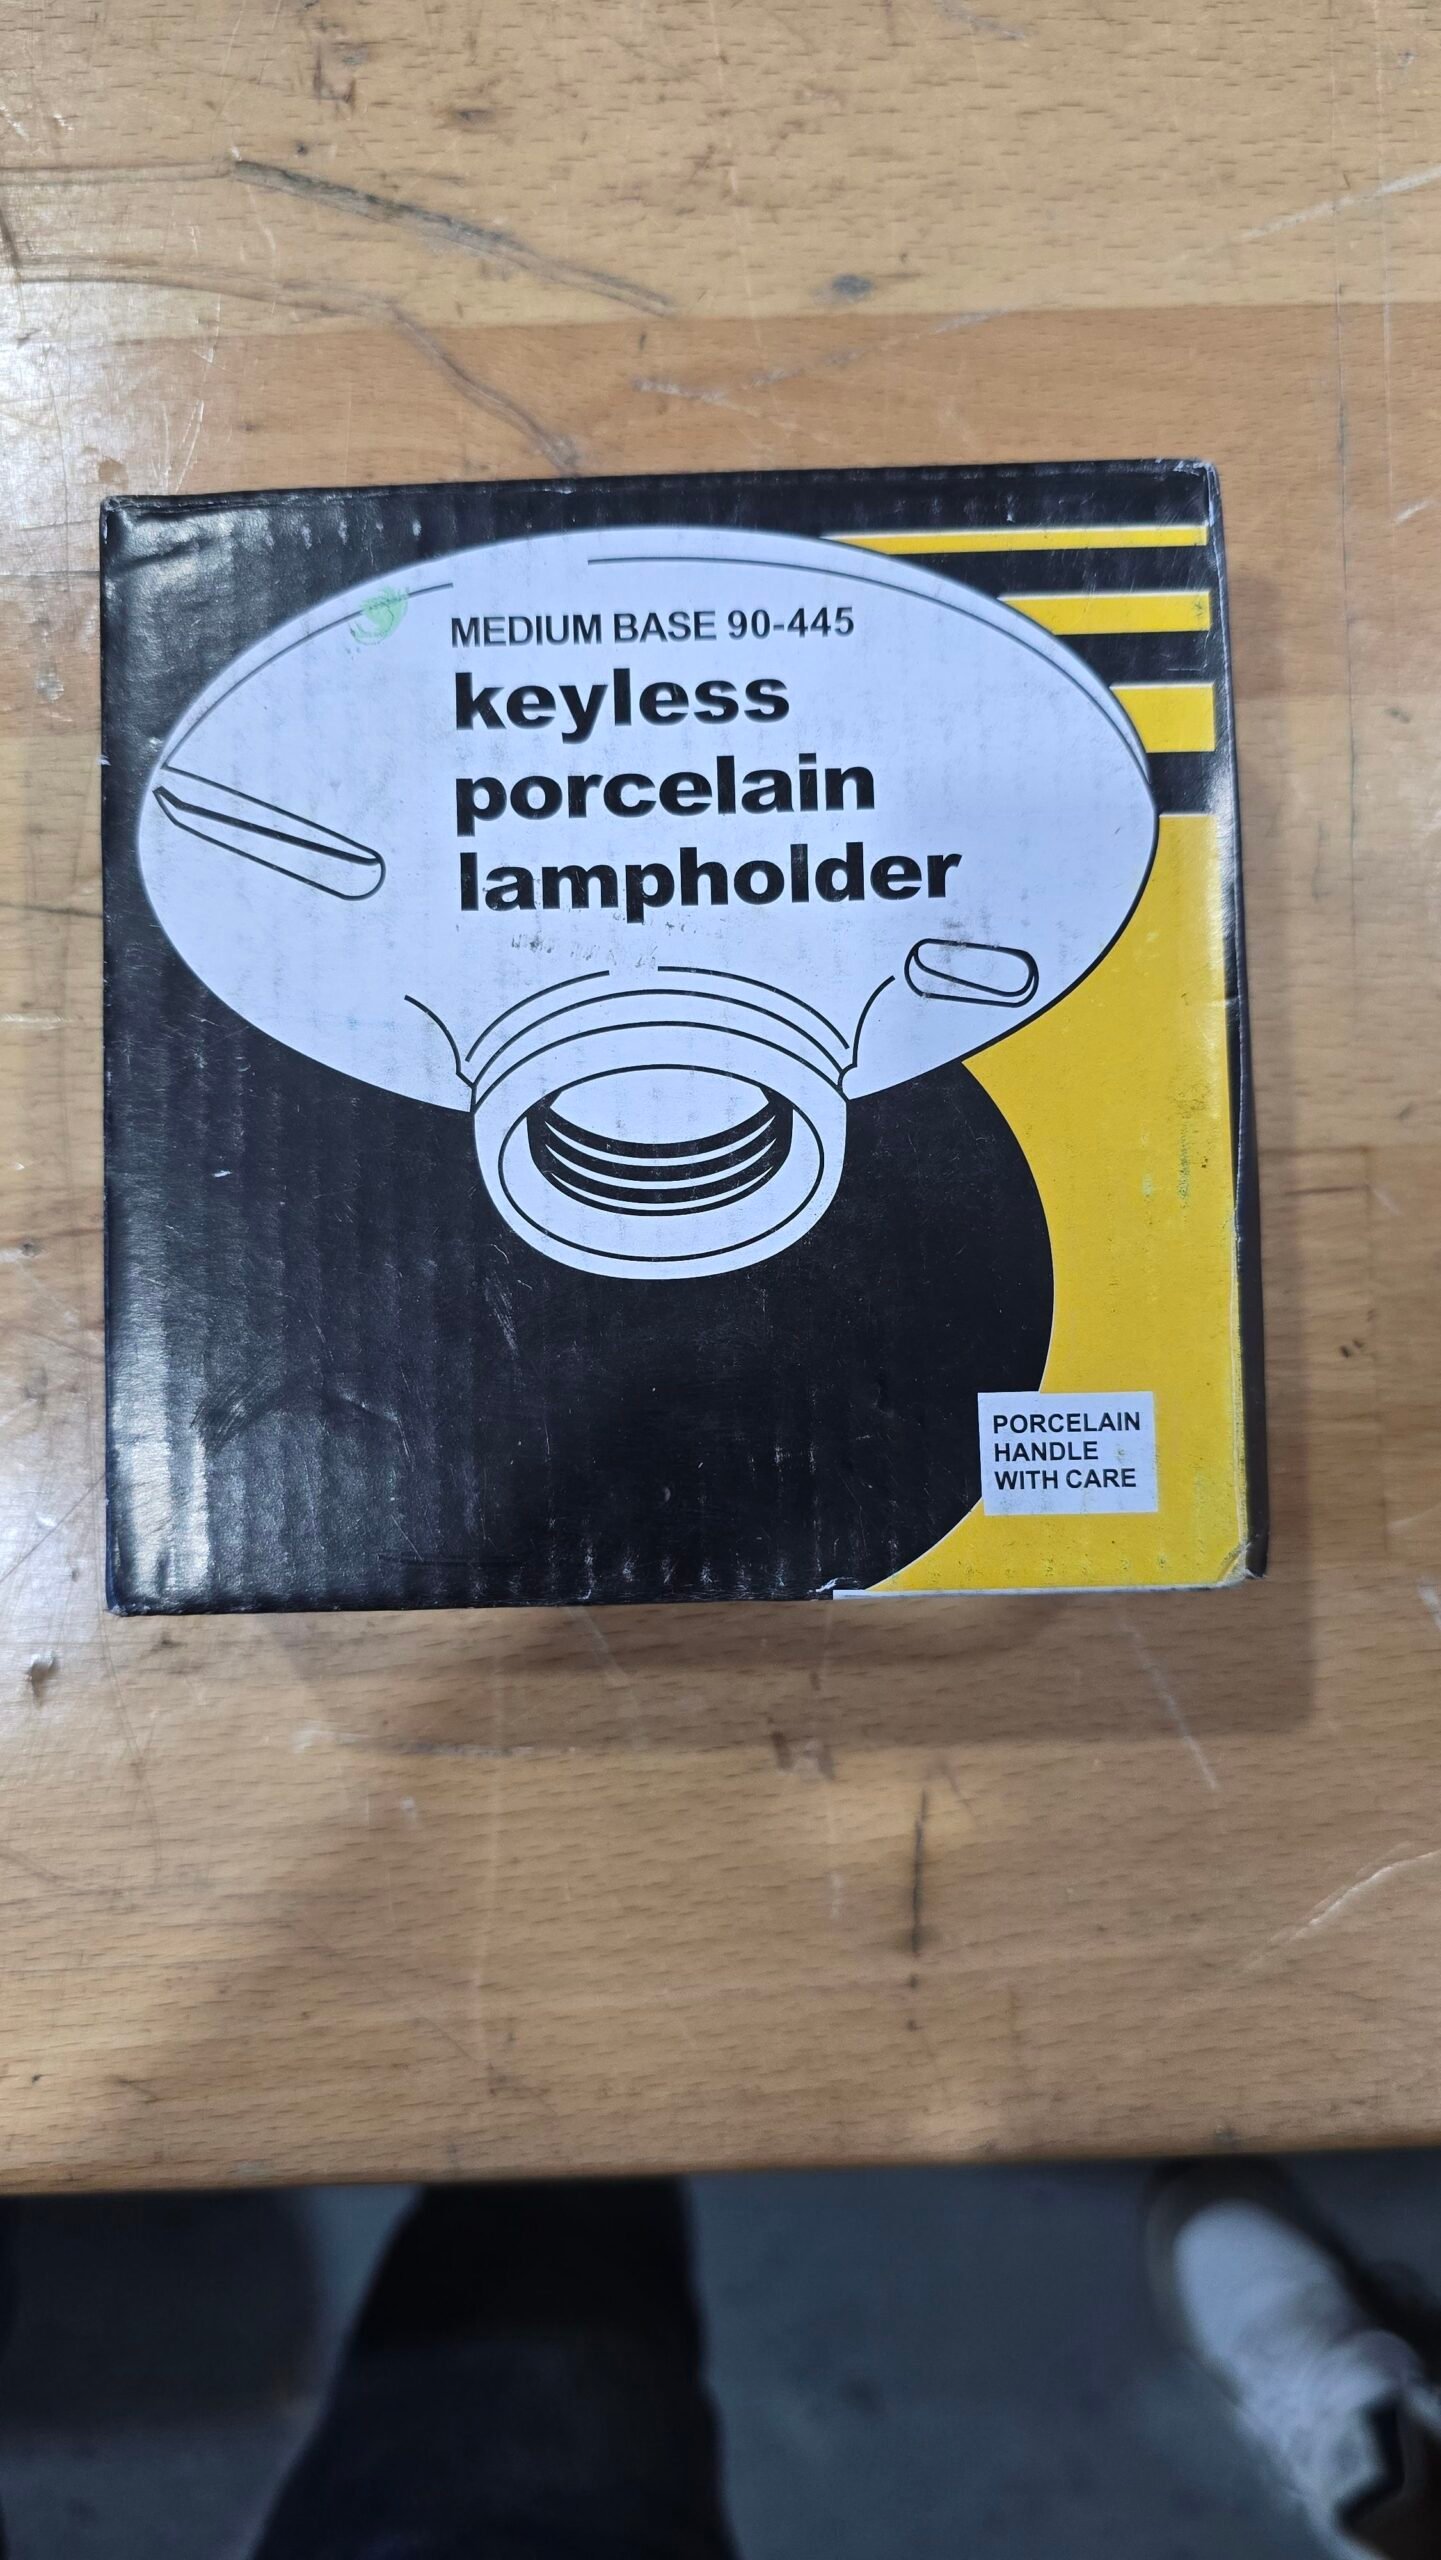 MEDIUM BASE 90-445
keyless
porcelain
lampholder
PORCELAIN
HANDLE
WITH CARE